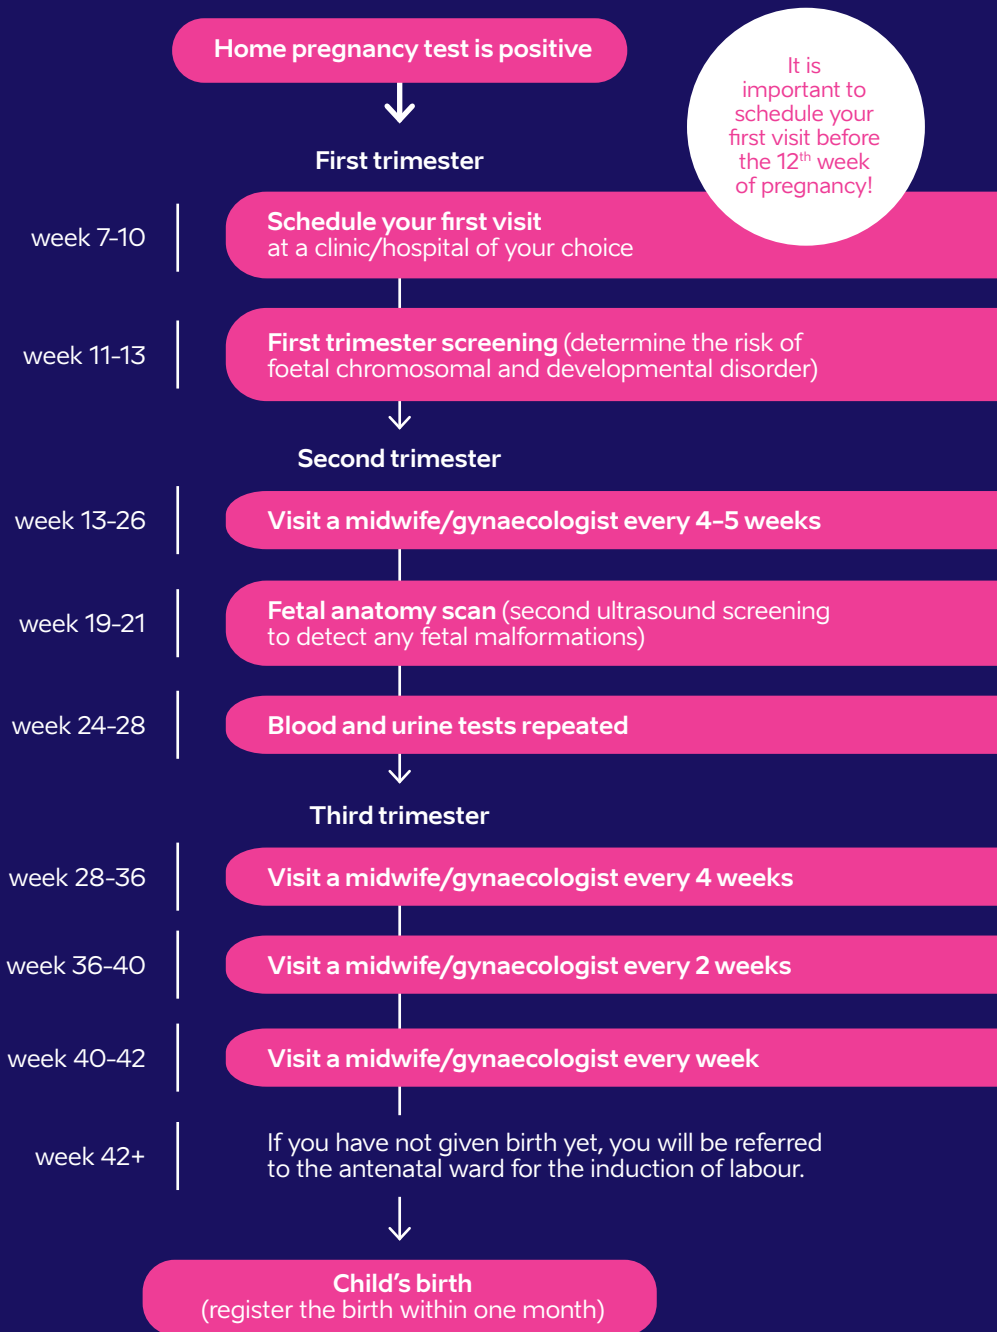 Home pregnancy test is positive
It is
important to
schedule your
first visit before
the 12th week
of pregnancy!
First trimester
week 7-10
Schedule your first visit
at a clinic/hospital of your choice
week 11-13
First trimester screening (determine the risk of
foetal chromosomal and developmental disorder)
Second trimester
week 13-26
Visit a midwife/gynaecologist every 4-5 weeks
week 19-21
Fetal anatomy scan (second ultrasound screening
to detect any fetal malformations)
week 24-28
Blood and urine tests repeated
Third trimester
week 28-36
Visit a midwife/gynaecologist every 4 weeks
week 36-40
Visit a midwife/gynaecologist every 2 weeks
week 40-42
Visit a midwife/gynaecologist every week
week 42+
If you have not given birth yet, you will be referred
to the antenatal ward for the induction of labour.
Child's birth
(register the birth within one month)